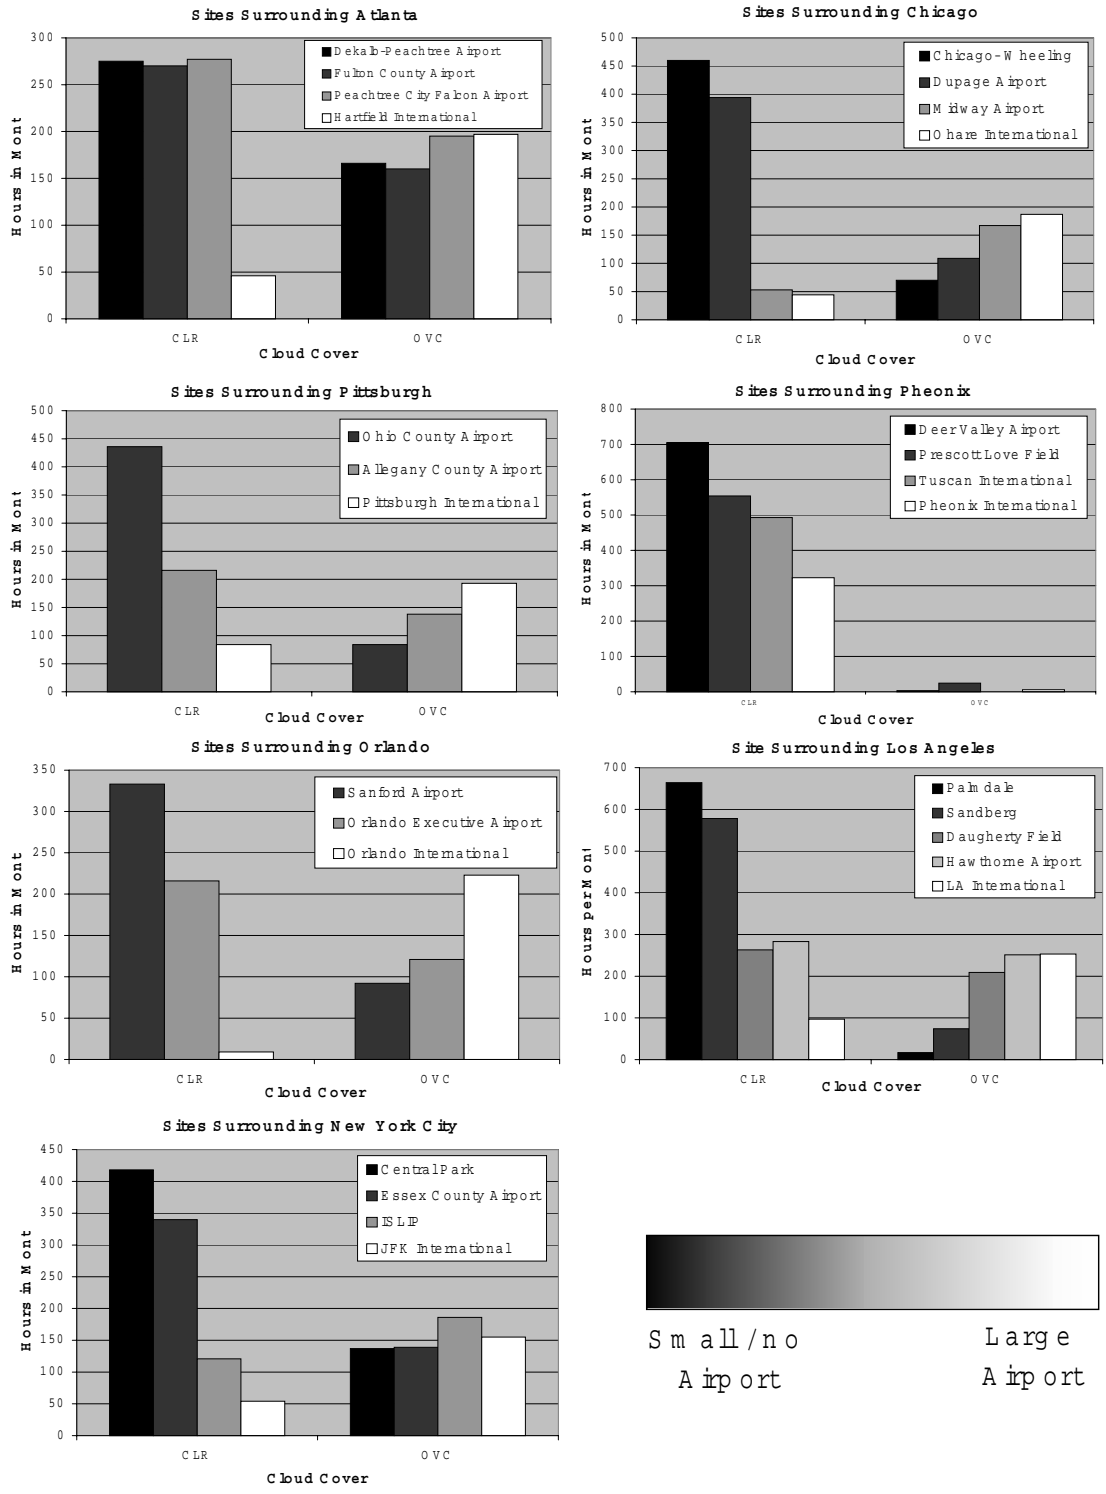 Sites Surrounding Atlanta
300
250
200
150
100
50
0
Hours in Mont
Dekalb-Peachtree Airport
Fulton County Airport
Peachtree City Falcon Airport
Hartfield International
CLR
OVC
Cloud Cover
Sites Surrounding Chicago
500
450
400
350
300
250
200
150
100
50
0
Hours in Mont
Chicago-Wheeling
Dupage Airport
Midway Airport
Ohare International
CLR
OVC
Cloud Cover
Sites Surrounding Pittsburgh
500
450
400
350
300
250
200
150
100
50
0
Hours in Mont
Ohio County Airport
Allegany County Airport
Pittsburgh International
CLR
OVC
Cloud Cover
Sites Surrounding Pheonix
800
700
600
500
400
300
200
100
0
Hours in Mont
Deer Valley Airport
Prescott Love Field
Tuscan International
Pheonix International
CLR
OVC
Cloud Cover
Sites Surrounding Orlando
350
300
250
200
150
100
50
0
Hours in Mont
Sanford Airport
Orlando Executive Airport
Orlando International
CLR
OVC
Cloud Cover
Site Surrounding Los Angeles
700
600
500
400
300
200
100
0
Hours per Mont
Palmdale
Sandberg
Daugherty Field
Hawthorne Airport
LA International
CLR
OVC
Cloud Cover
Sites Surrounding New York City
450
400
350
300
250
200
150
100
50
0
Hours in Mont
Central Park
Essex County Airport
ISLIP
JFK International
CLR
OVC
Cloud Cover
Small/no
Airport
Large
Airport